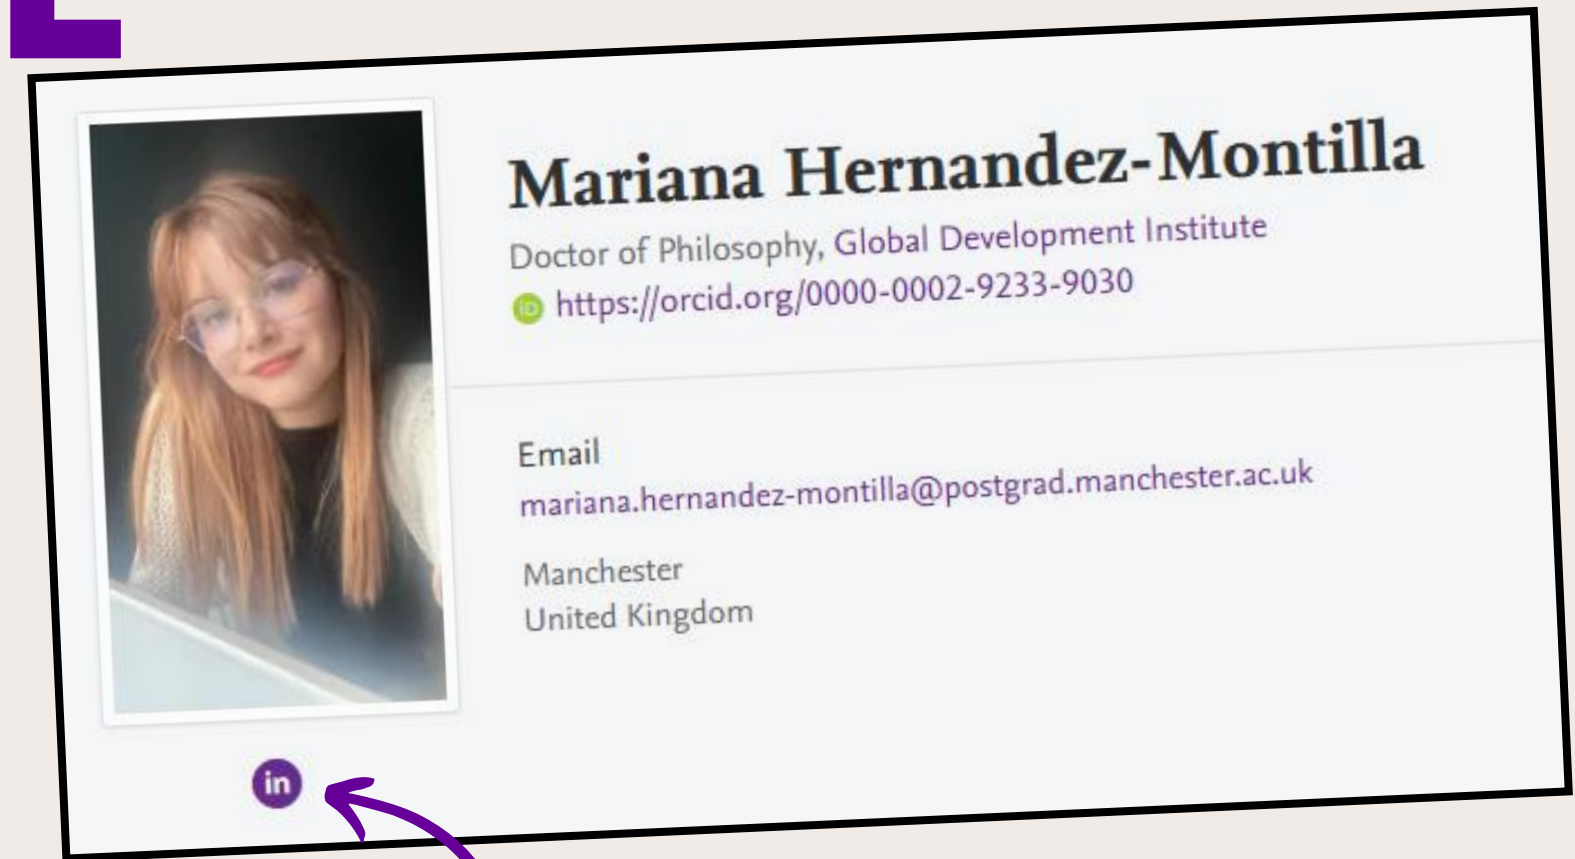 Mariana Hernandez-Montilla
Doctor of Philosophy, Global Development Institute
iD https://orcid.org/0000-0002-9233-9030
Email
mariana.hernandez-montilla@postgrad.manchester.ac.uk
Manchester
United Kingdom
in